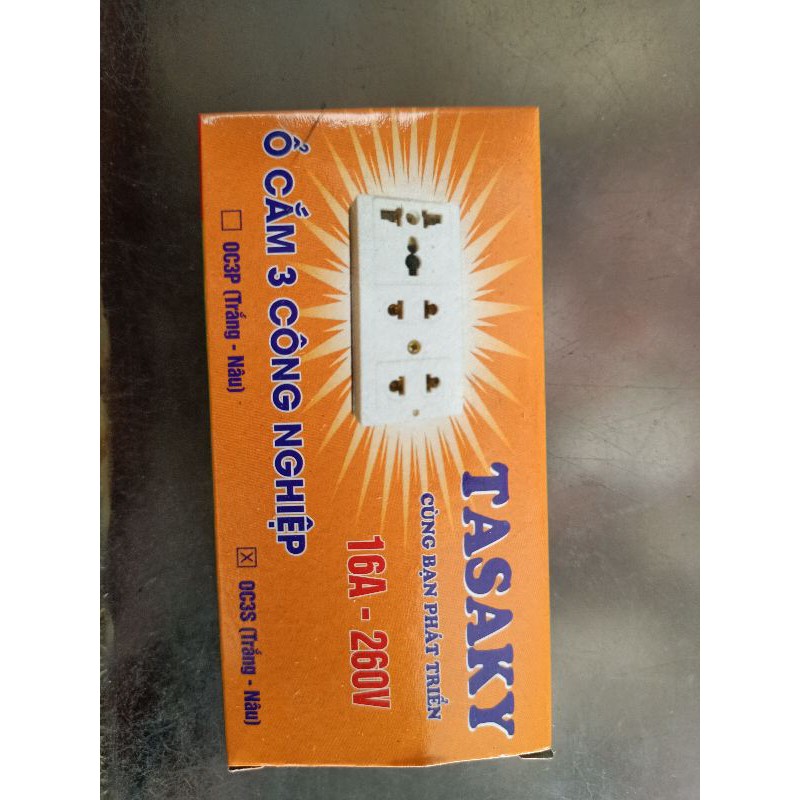 TASAKY
CÙNG BẠN PHÁT TRIỂN
16A - 260V
Ổ CẮM 3 CÔNG NGHIỆP
OC3P (Trắng - Nâu)
X OC3S (Trắng - Nâu)